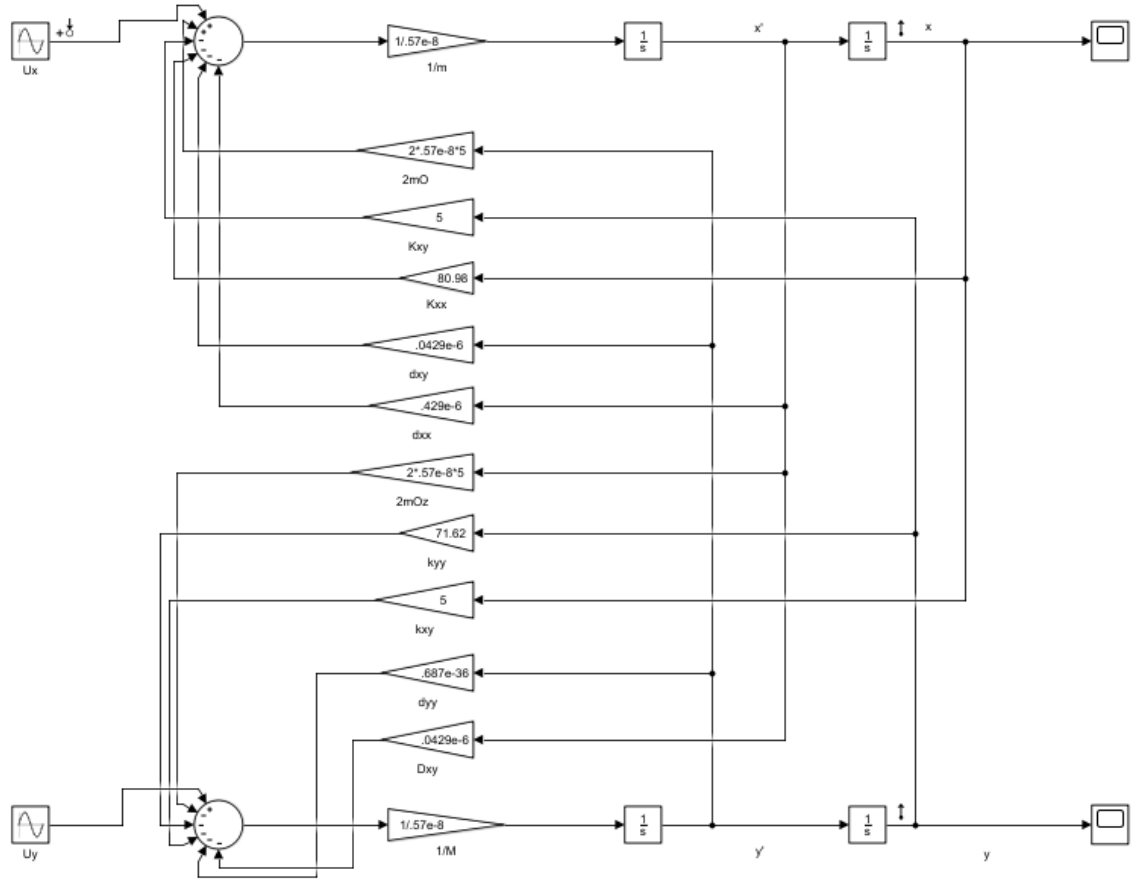 Ux
1/.57e-8
1/m
1
s
x'
1
s
x
2*.57e-8*5
2mO
5
Kxy
80.98
Kxx
.0429e-6
dxy
.429e-6
dxx
2*.57e-8*5
2mOz
71.62
kyy
5
kxy
.687e-36
dyy
.0429e-6
Dxy
Uy
1/.57e-8
1/M
1
s
y'
1
s
y